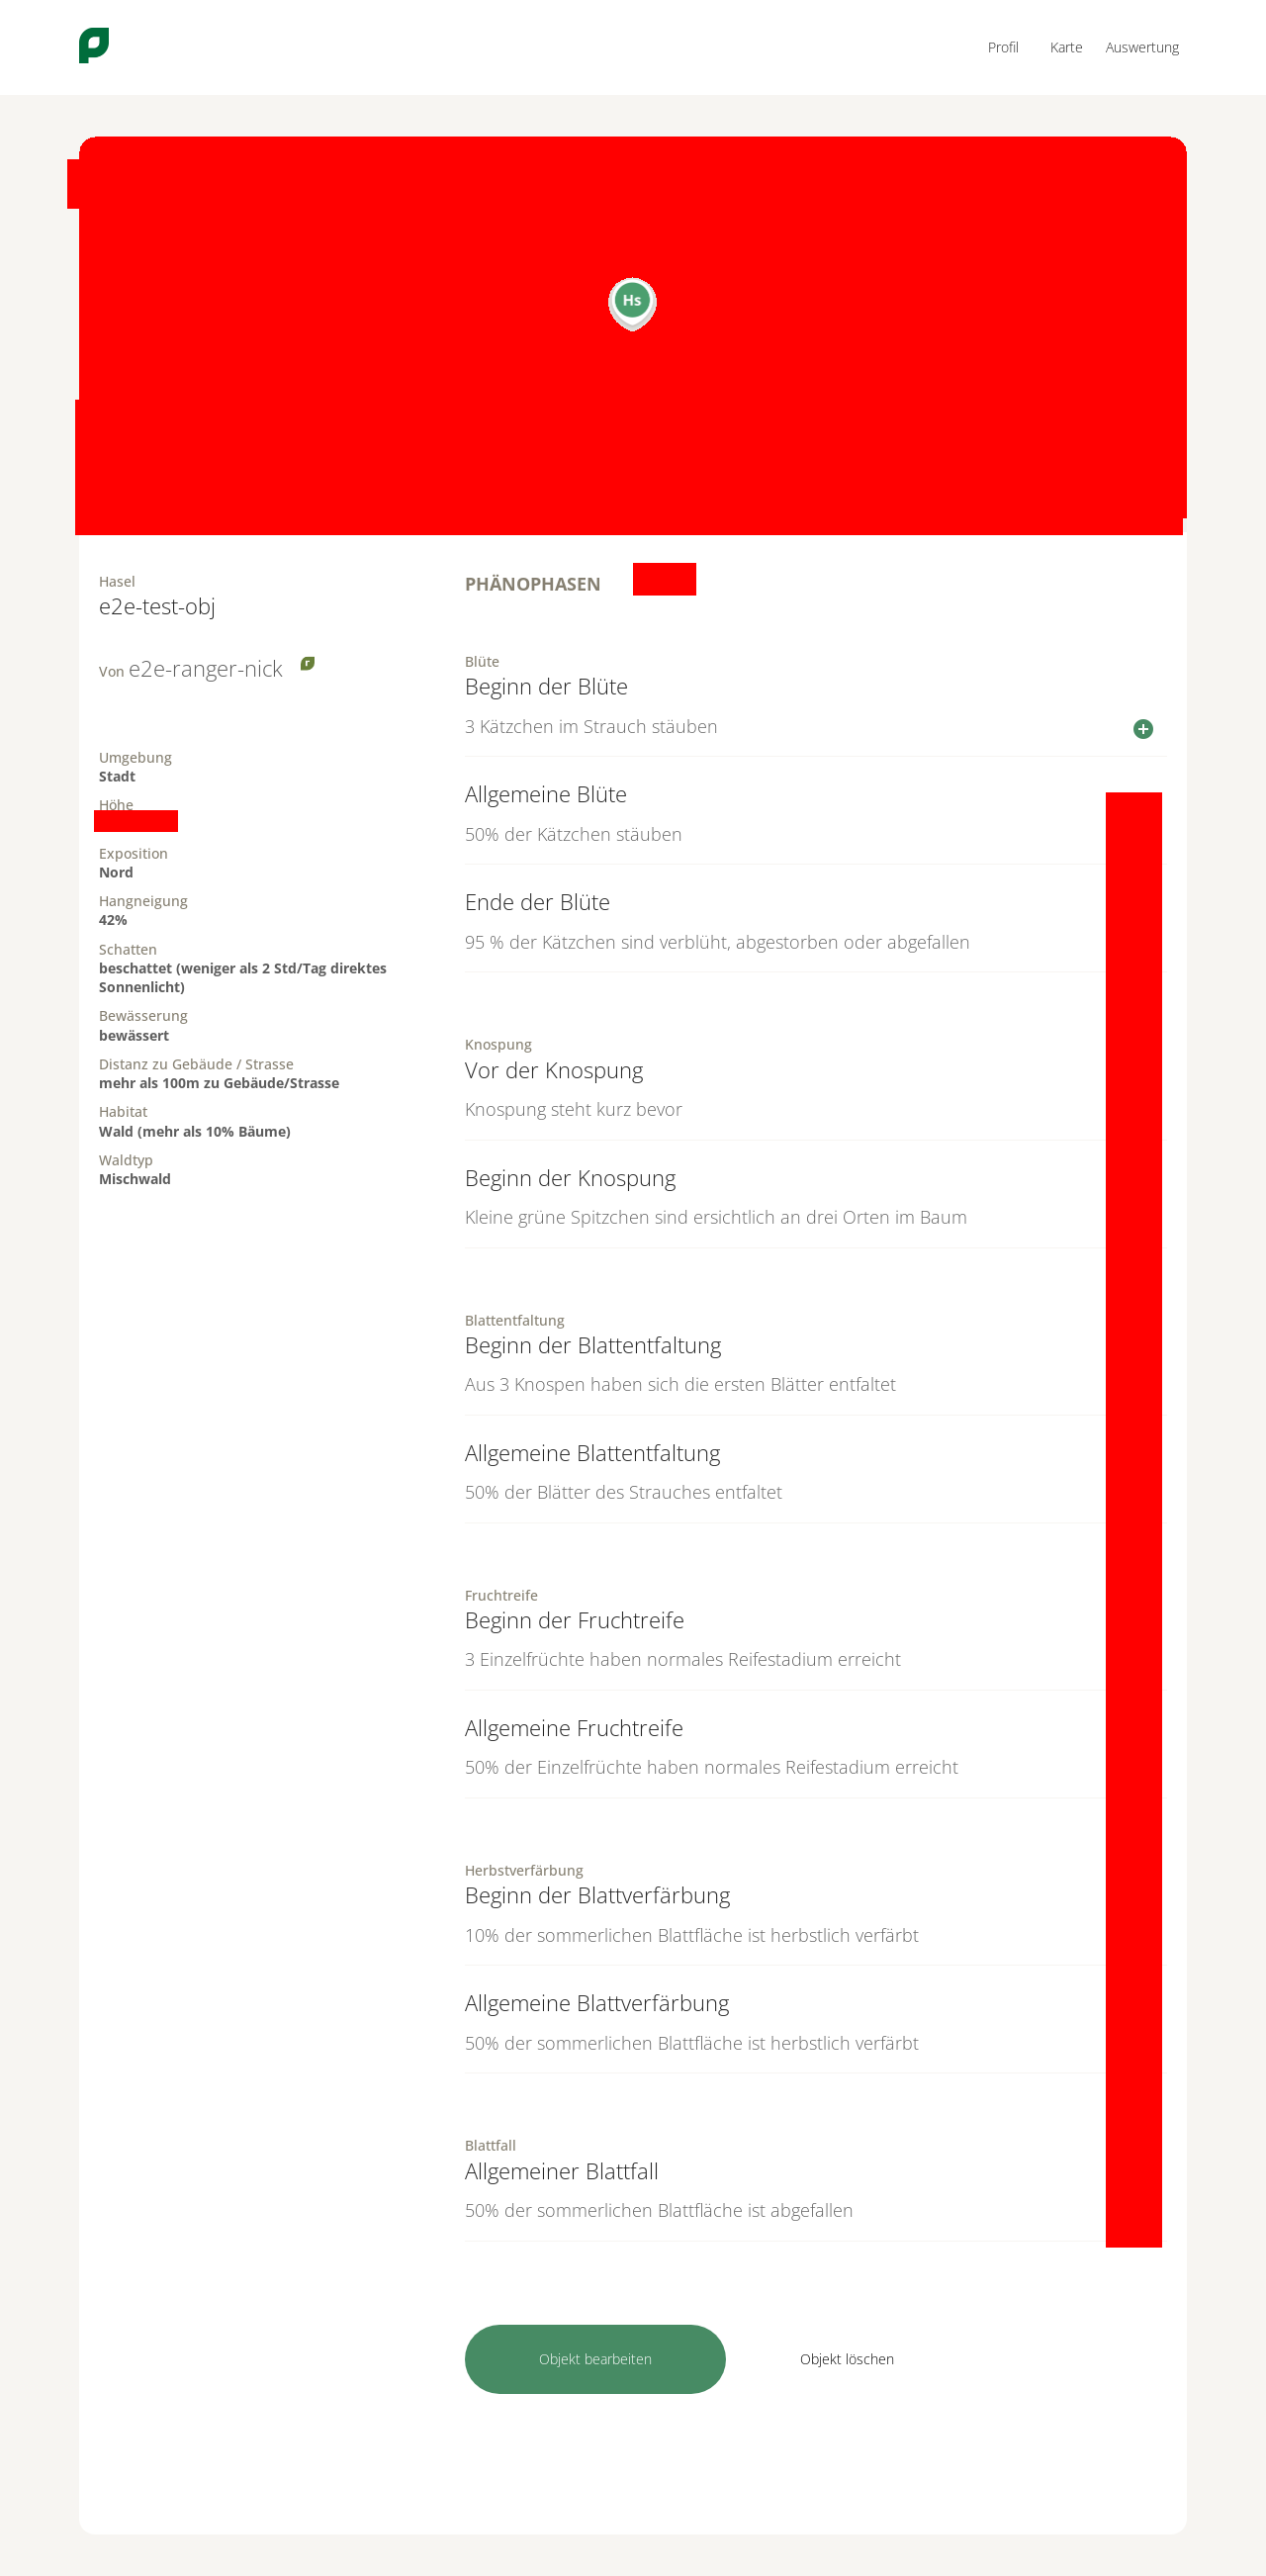 Profil Karte Auswertung
Hs
Hasel
e2e-test-obj
Von e2e-ranger-nick
Umgebung
Stadt
Höhe
Exposition
Nord
Hangneigung
42%
Schatten
beschattet (weniger als 2 Std/Tag direktes
Sonnenlicht)
Bewässerung
bewässert
Distanz zu Gebäude / Strasse
mehr als 100m zu Gebäude/Strasse
Habitat
Wald (mehr als 10% Bäume)
Waldtyp
Mischwald
PHÄNOPHASEN
Blüte
Beginn der Blüte
3 Kätzchen im Strauch stäuben
Allgemeine Blüte
50% der Kätzchen stäuben
Ende der Blüte
95 % der Kätzchen sind verblüht, abgestorben oder abgefallen
Knospung
Vor der Knospung
Knospung steht kurz bevor
Beginn der Knospung
Kleine grüne Spitzchen sind ersichtlich an drei Orten im Baum
Blattentfaltung
Beginn der Blattentfaltung
Aus 3 Knospen haben sich die ersten Blätter entfaltet
Allgemeine Blattentfaltung
50% der Blätter des Strauches entfaltet
Fruchtreife
Beginn der Fruchtreife
3 Einzelfrüchte haben normales Reifestadium erreicht
Allgemeine Fruchtreife
50% der Einzelfrüchte haben normales Reifestadium erreicht
Herbstverfärbung
Beginn der Blattverfärbung
10% der sommerlichen Blattfläche ist herbstlich verfärbt
Allgemeine Blattverfärbung
50% der sommerlichen Blattfläche ist herbstlich verfärbt
Blattfall
Allgemeiner Blattfall
50% der sommerlichen Blattfläche ist abgefallen
Objekt bearbeiten
Objekt löschen